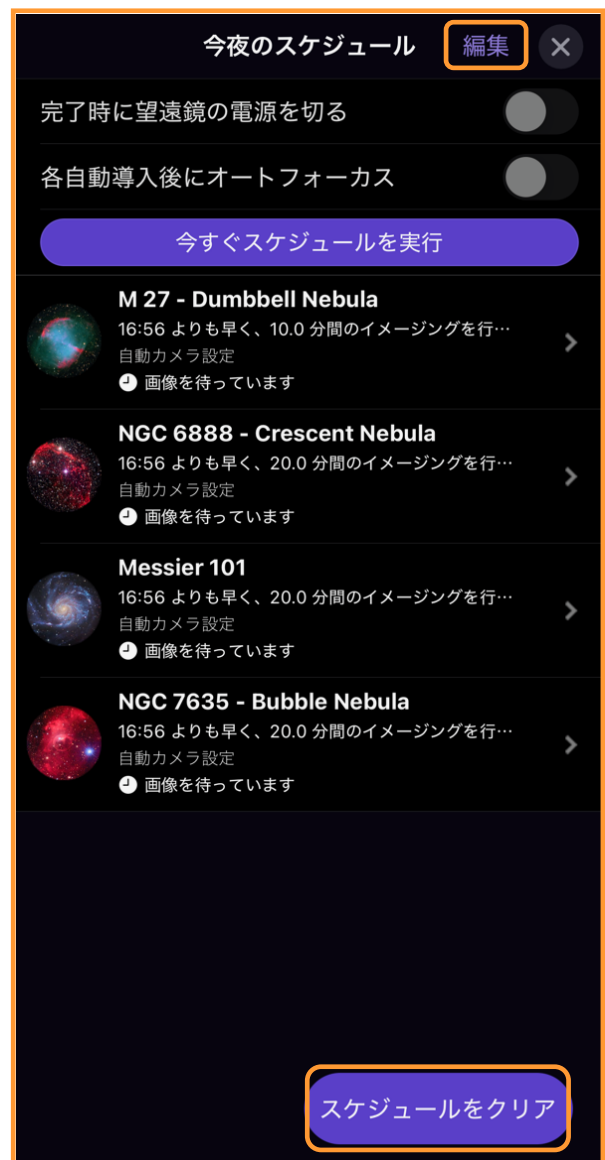 今夜のスケジュール 編集
完了時に望遠鏡の電源を切る
各自動導入後にオートフォーカス
今すぐスケジュールを実行
M 27 - Dumbbell Nebula
16:56 よりも早く、10.0 分間のイメージングを行…
自動カメラ設定
画像を待っています
NGC 6888 - Crescent Nebula
16:56 よりも早く、20.0 分間のイメージングを行…
自動カメラ設定
画像を待っています
Messier 101
16:56 よりも早く、20.0 分間のイメージングを行…
自動カメラ設定
画像を待っています
NGC 7635 - Bubble Nebula
16:56 よりも早く、20.0 分間のイメージングを行…
自動カメラ設定
画像を待っています
スケジュールをクリア